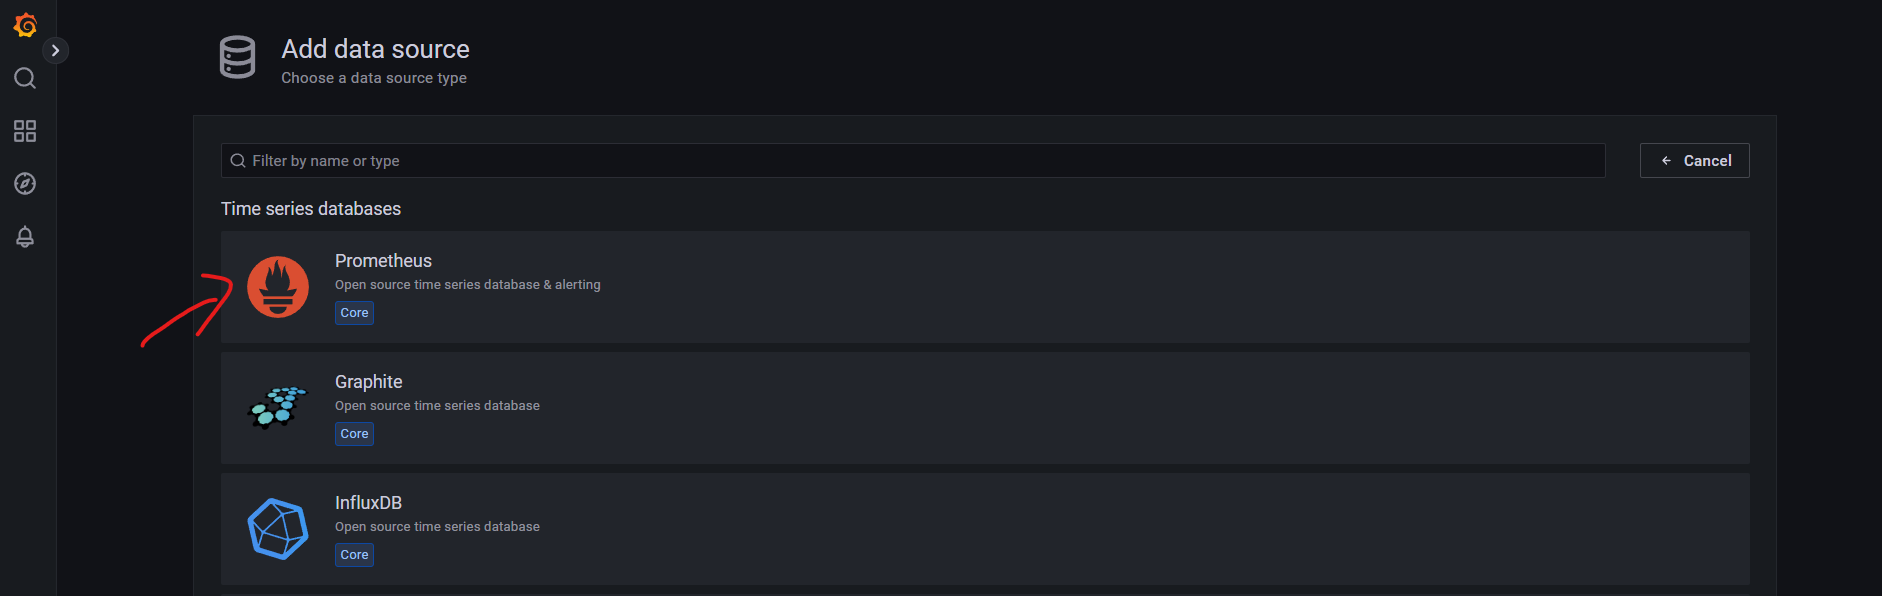 Add data source
Choose a data source type
Filter by name or type
Cancel
Time series databases
Prometheus
Open source time series database & alerting
Core
Graphite
Open source time series database
Core
InfluxDB
Open source time series database
Core